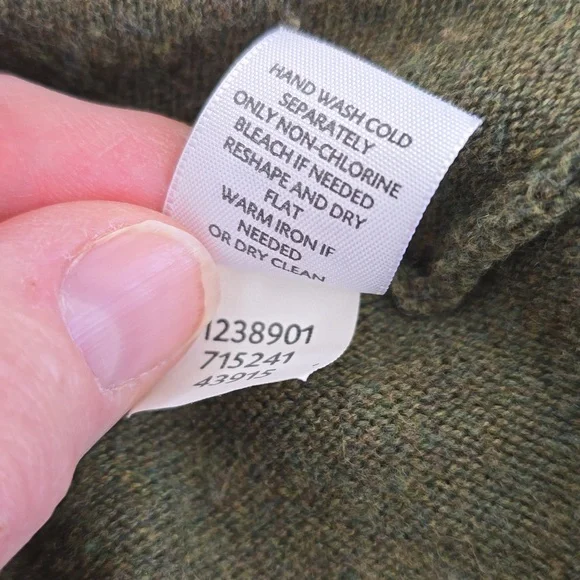 HAND WASH COLD
SEPARATELY
ONLY NON-CHLORINE
BLEACH IF NEEDED
RESHAPE AND DRY
FLAT
WARM IRON IF
NEEDED
OR DRY CLEAN
1238901
715241
43915